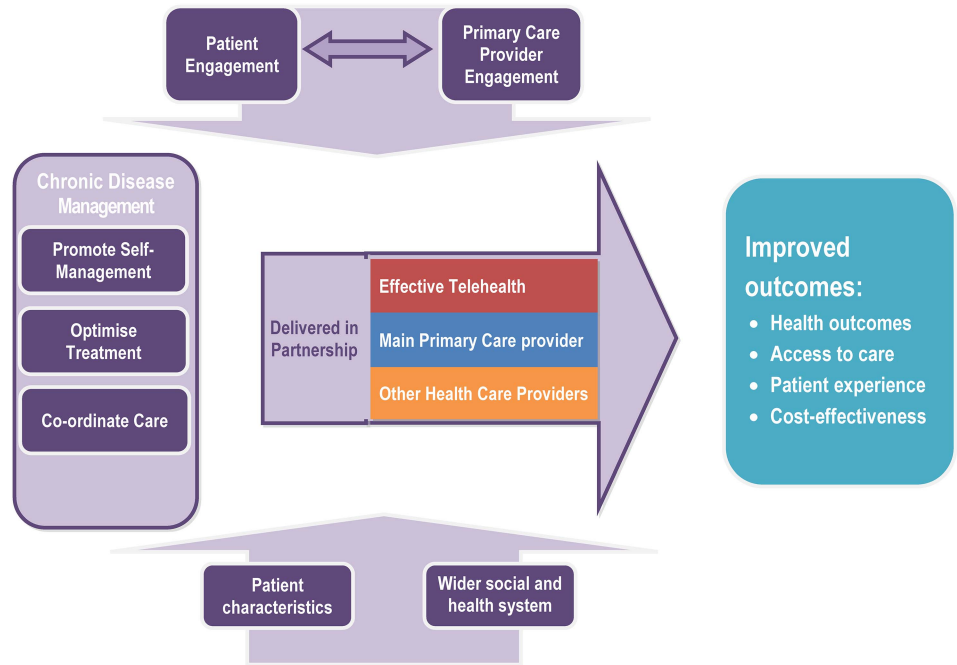 Patient
Engagement
Primary Care
Provider
Engagement
Chronic Disease
Management
Promote Self-
Management
Optimise
Treatment
Co-ordinate Care
Delivered in
Partnership
Effective Telehealth
Main Primary Care provider
Other Health Care Providers
Improved
outcomes:
• Health outcomes
• Access to care
• Patient experience
• Cost-effectiveness
Patient
characteristics
Wider social and
health system